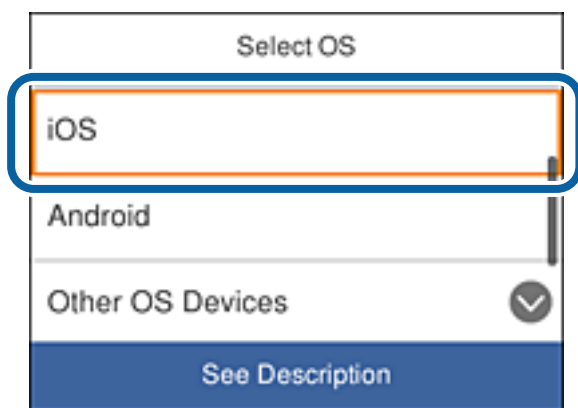 Select OS
iOS
Android
Other OS Devices
See Description